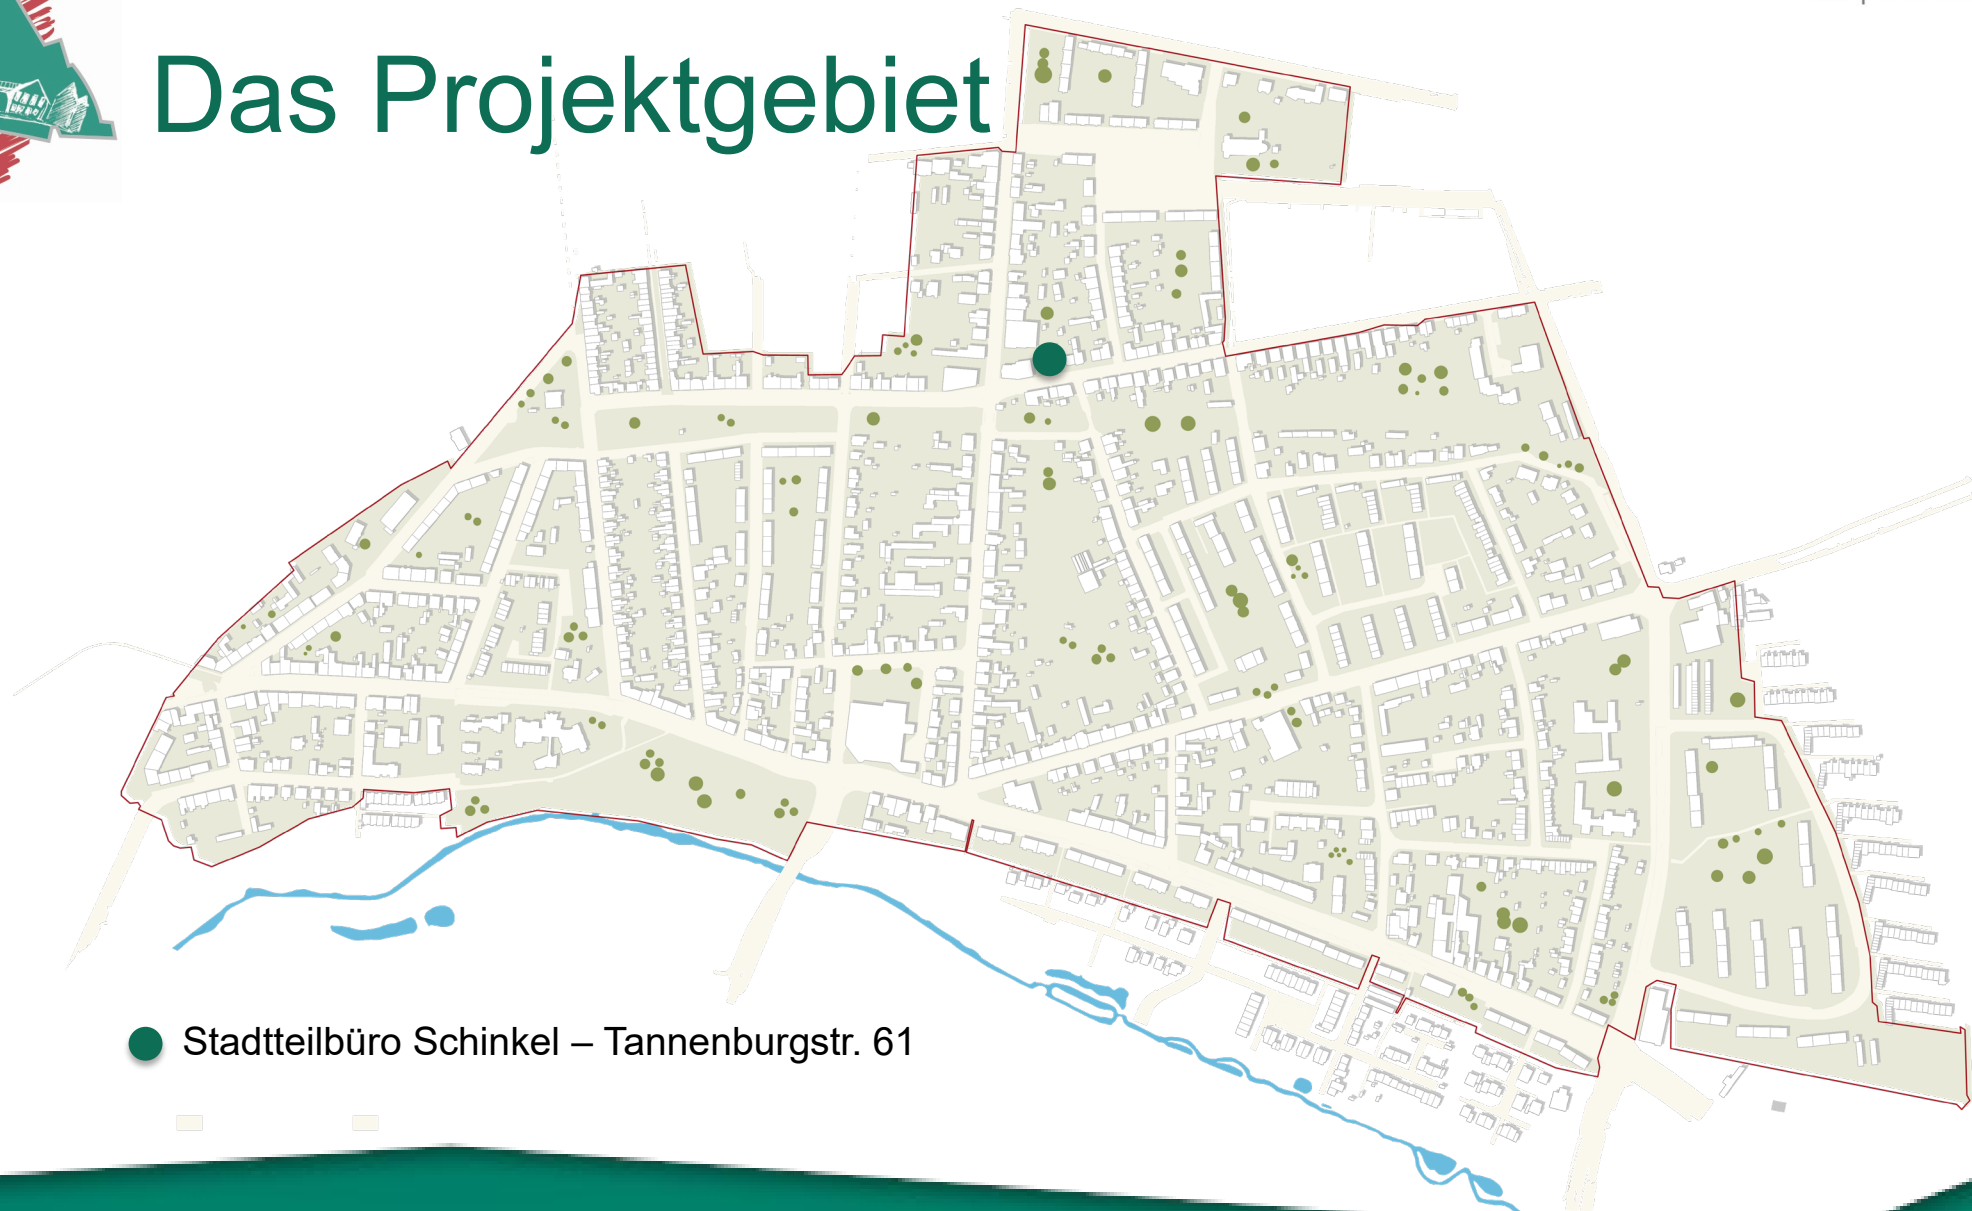 Das Projektgebiet
Stadtteilbüro Schinkel – Tannenburgstr. 61